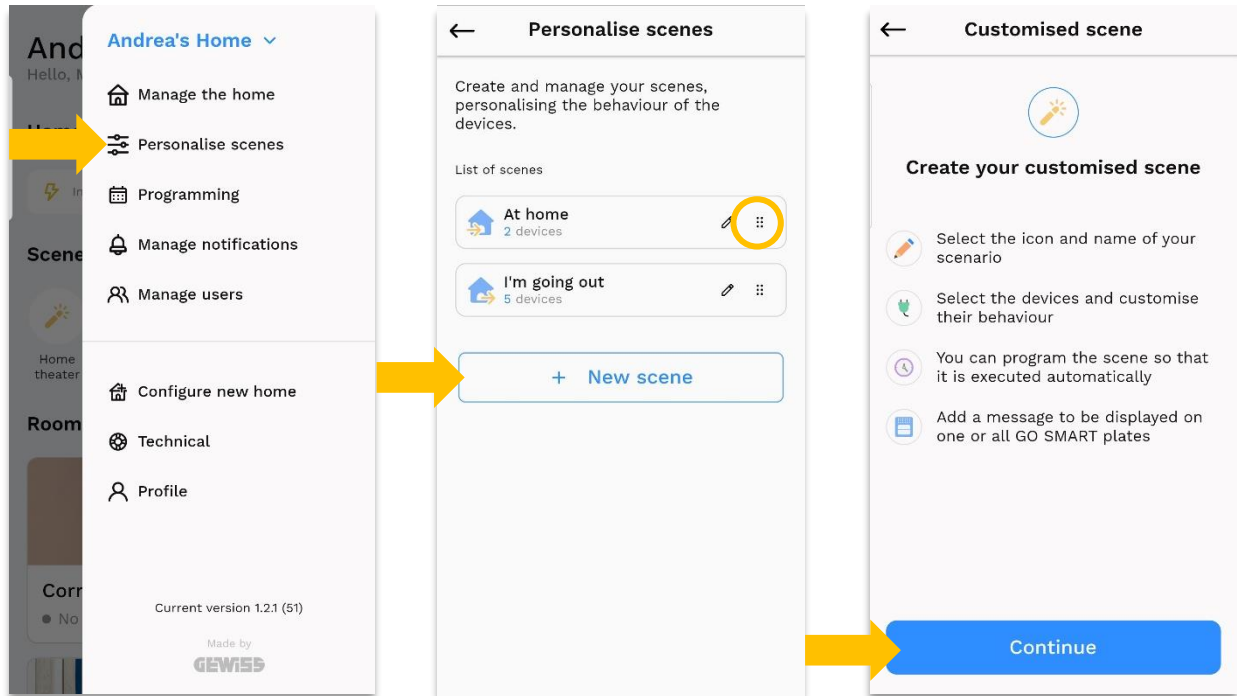 And
Hello, M
Hom
In
Scene
Home
theater
Room
Corr
No
Andrea's Home
Manage the home
Personalise scenes
Programming
Manage notifications
Manage users
Configure new home
Technical
Profile
Current version 1.2.1 (51)
Made by
GEWISS
Personalise scenes
Create and manage your scenes,
personalising the behaviour of the
devices.
List of scenes
At home
2 devices
I'm going out
5 devices
+ New scene
Customised scene
Create your customised scene
Select the icon and name of your
scenario
Select the devices and customise
their behaviour
You can program the scene so that
it is executed automatically
Add a message to be displayed on
one or all GO SMART plates
Continue